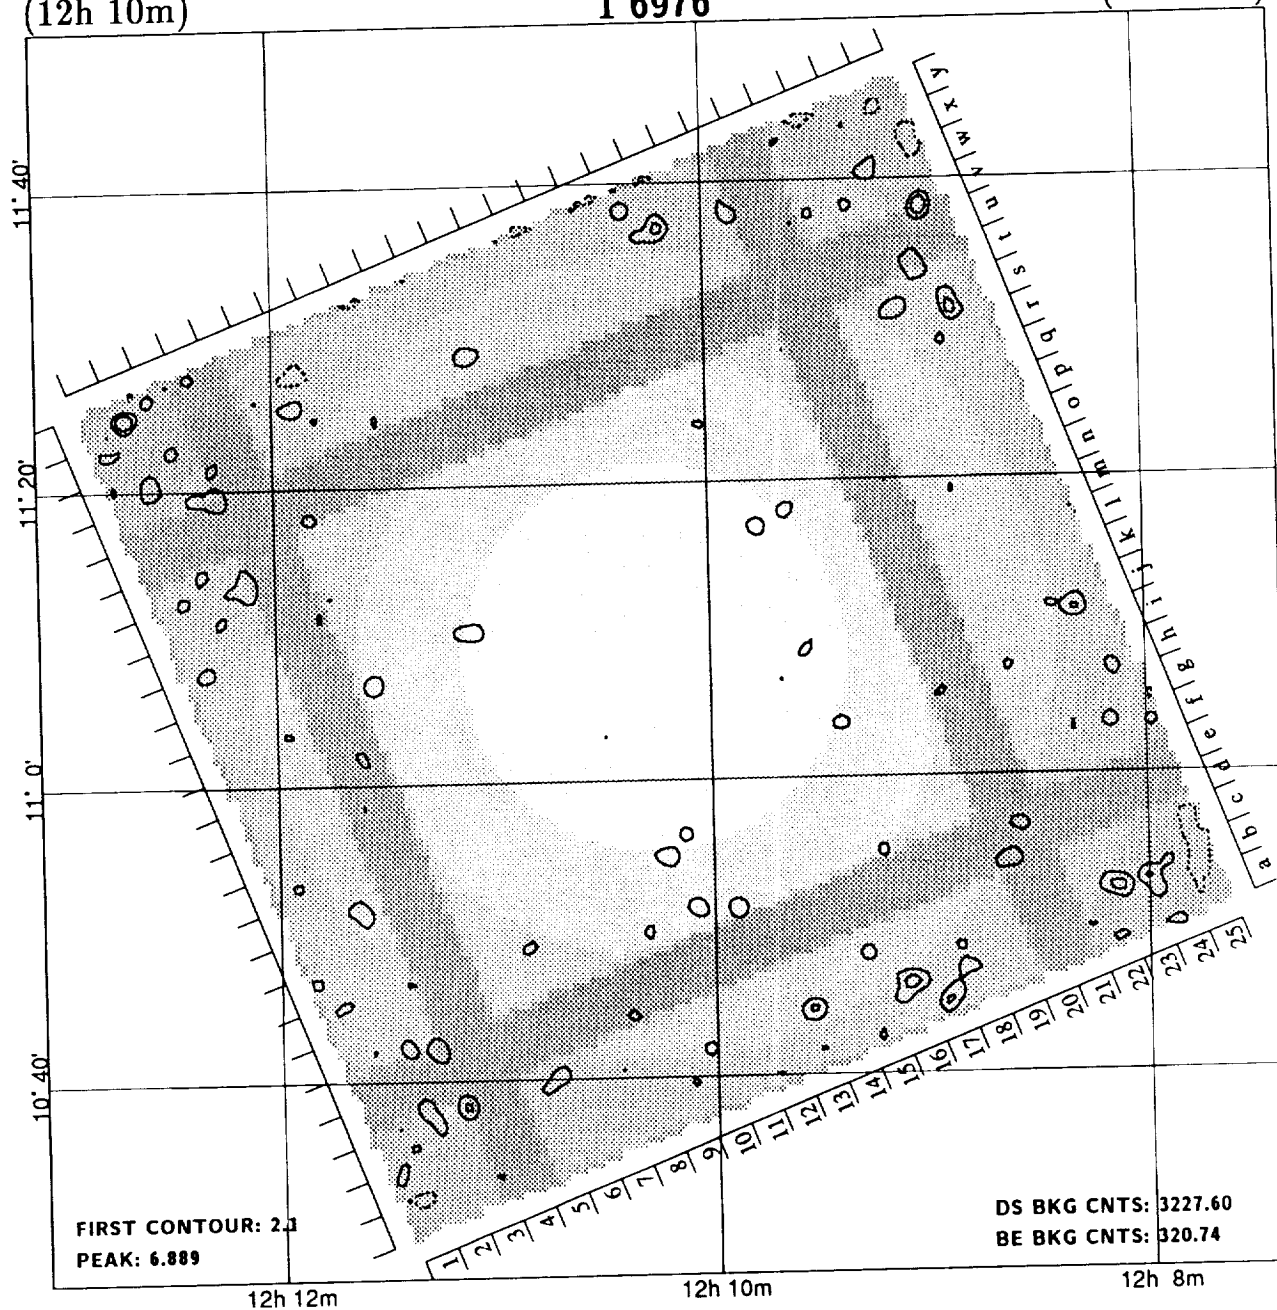 (12h 10m)
I 6976
11° 40'
11° 20'
11° 0'
10° 40'
y
x
w
v
u
t
s
r
q
p
o
n
m
l
k
j
i
h
g
f
e
d
c
b
a
1 2 3 4 5 6 7 8 9 10 11 12 13 14 15 16 17 18 19 20 21 22 23 24 25
FIRST CONTOUR: 2.1
PEAK: 6.889
DS BKG CNTS: 3227.60
BE BKG CNTS: 320.74
12h 12m
12h 10m
12h 8m